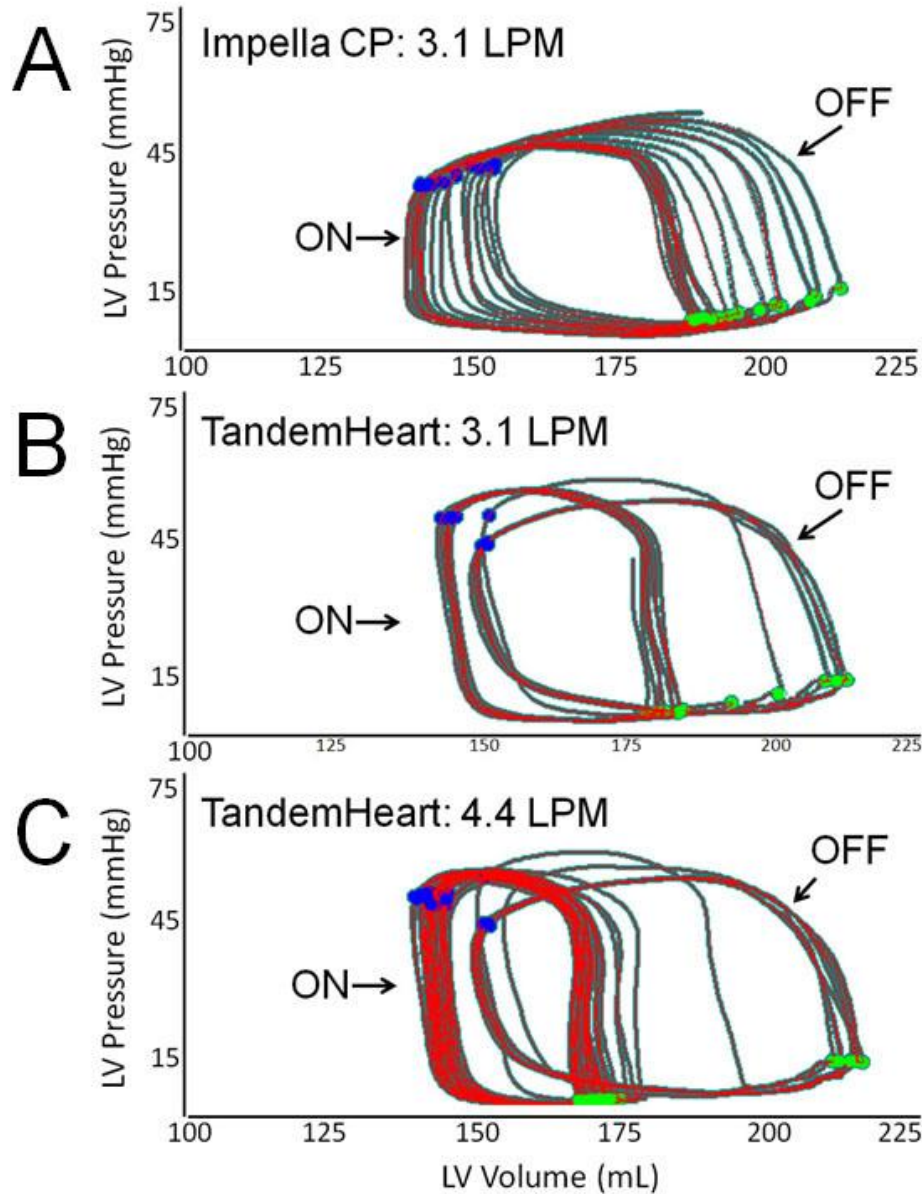 A
Impella CP: 3.1 LPM
LV Pressure (mmHg)
75
45
15
OFF
ON
100 125 150 175 200 225
B
TandemHeart: 3.1 LPM
LV Pressure (mmHg)
75
45
15
OFF
ON
100 125 150 175 200 225
C
TandemHeart: 4.4 LPM
LV Pressure (mmHg)
75
45
15
OFF
ON
100 125 150 175 200 225
LV Volume (mL)